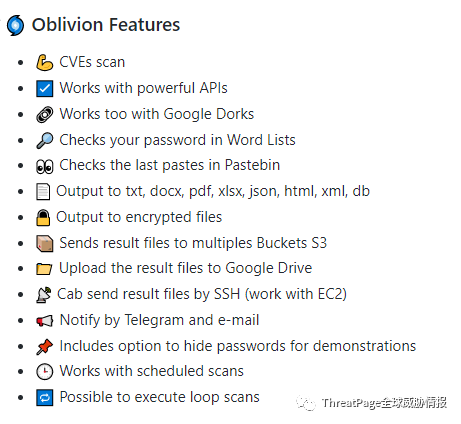 Oblivion Features
CVEs scan
Works with powerful APIs
Works too with Google Dorks
Checks your password in Word Lists
Checks the last pastes in Pastebin
Output to txt, docx, pdf, xlsx, json, html, xml, db
Output to encrypted files
Sends result files to multiples Buckets S3
Upload the result files to Google Drive
Cab send result files by SSH (work with EC2)
Notify by Telegram and e-mail
Includes option to hide passwords for demonstrations
Works with scheduled scans
Possible to execute loop scans
ThreatPage全球威胁情报